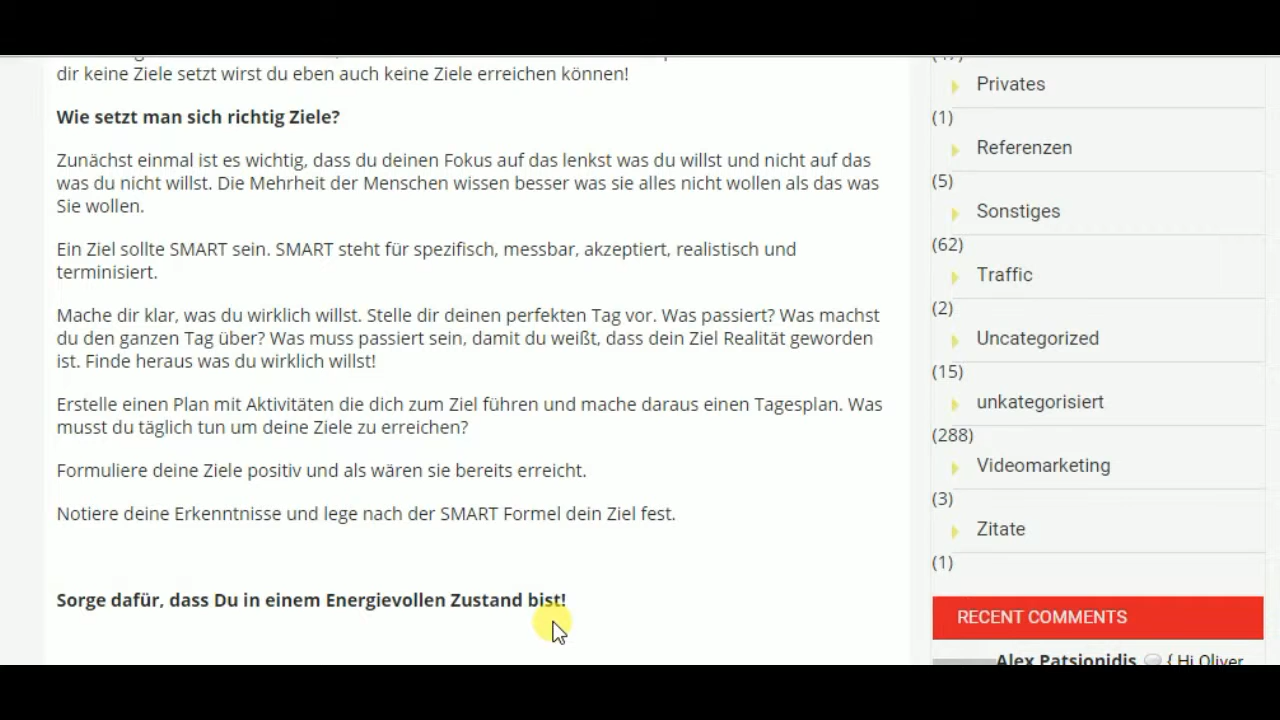 dir keine Ziele setzt wirst du eben auch keine Ziele erreichen können!
Wie setzt man sich richtig Ziele?
Zunächst einmal ist es wichtig, dass du deinen Fokus auf das lenkst was du willst und nicht auf das
was du nicht willst. Die Mehrheit der Menschen wissen besser was sie alles nicht wollen als das was
Sie wollen.
Ein Ziel sollte SMART sein. SMART steht für spezifisch, messbar, akzeptiert, realistisch und
terminisiert.
Mache dir klar, was du wirklich willst. Stelle dir deinen perfekten Tag vor. Was passiert? Was machst
du den ganzen Tag über? Was muss passiert sein, damit du weißt, dass dein Ziel Realität geworden
ist. Finde heraus was du wirklich willst!
Erstelle einen Plan mit Aktivitäten die dich zum Ziel führen und mache daraus einen Tagesplan. Was
musst du täglich tun um deine Ziele zu erreichen?
Formuliere deine Ziele positiv und als wären sie bereits erreicht.
Notiere deine Erkenntnisse und lege nach der SMART Formel dein Ziel fest.
Sorge dafür, dass Du in einem Energievollen Zustand bist!
Privates
(1)
Referenzen
(5)
Sonstiges
(62)
Traffic
(2)
Uncategorized
(15)
unkategorisiert
(288)
Videomarketing
(3)
Zitate
(1)
RECENT COMMENTS
Alex Patsionidis { Hi Oliver